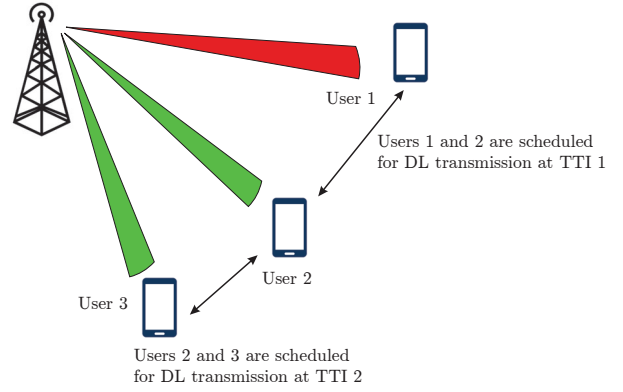 User 1
Users 1 and 2 are scheduled
for DL transmission at TTI 1
User 2
User 3
Users 2 and 3 are scheduled
for DL transmission at TTI 2